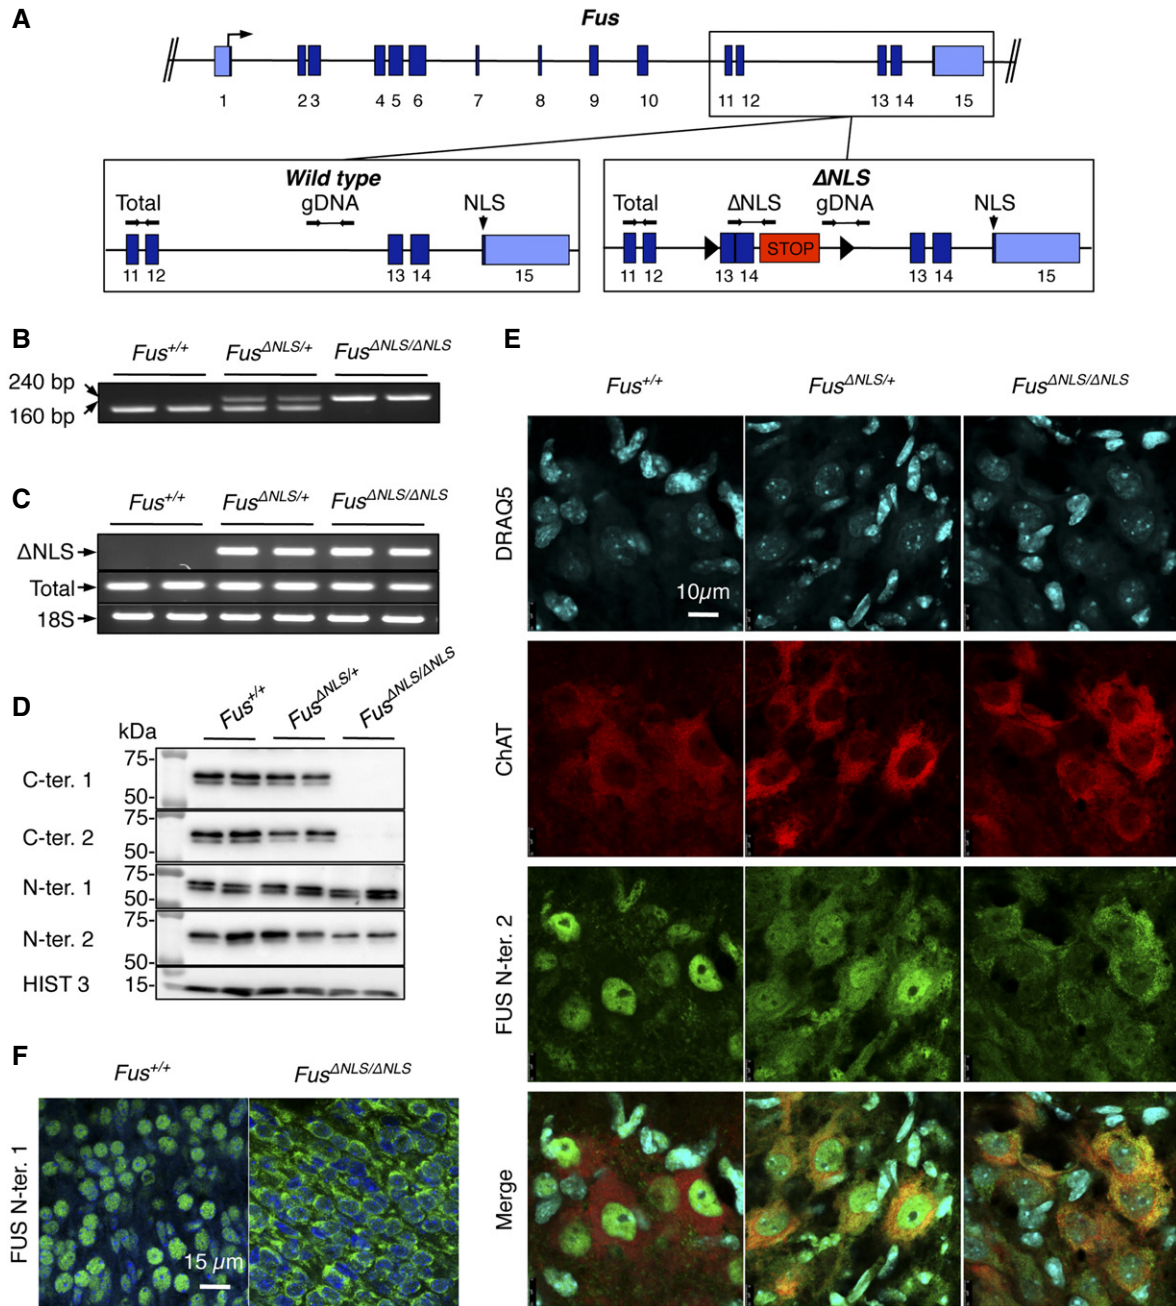 A
Fus
1 2 3 4 5 6 7 8 9 10 11 12 13 14 15
Wild type
Total gDNA NLS
11 12 13 14 15
ΔNLS
Total ΔNLS gDNA NLS
STOP
11 12 13 14 13 14 15
B
Fus+/+ FusΔNLS/+ FusΔNLS/ΔNLS
240 bp
160 bp
C
Fus+/+ FusΔNLS/+ FusΔNLS/ΔNLS
ΔNLS
Total
18S
D
Fus+/+ FusΔNLS/+ FusΔNLS/ΔNLS
kDa
C-ter. 1
75-
50-
C-ter. 2
75-
50-
N-ter. 1
75-
50-
N-ter. 2
75-
50-
HIST 3
15-
E
Fus+/+ FusΔNLS/+ FusΔNLS/ΔNLS
DRAQ5
10µm
ChAT
FUS N-ter. 2
Merge
F
Fus+/+ FusΔNLS/ΔNLS
FUS N-ter. 1
15 µm